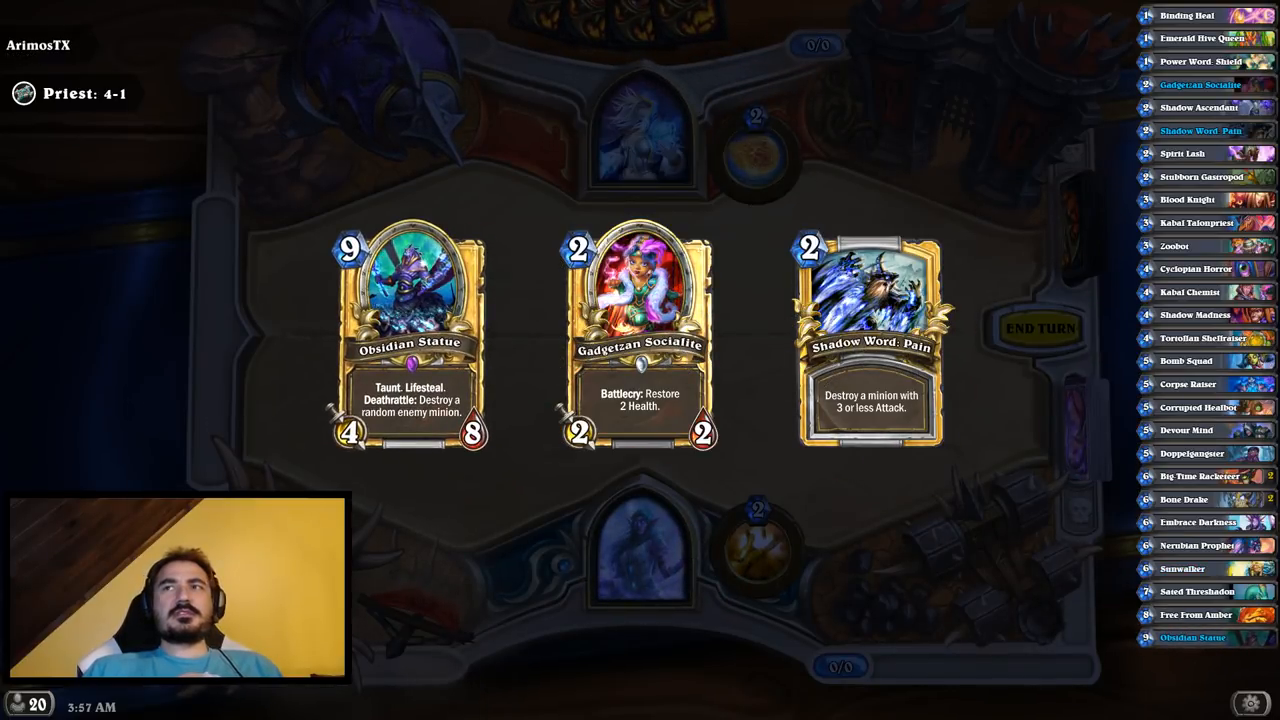 ArimosTX
Priest: 4-1
0/0
2
9
Obsidian Statue
Taunt. Lifesteal.
Deathrattle: Destroy a
random enemy minion.
4
8
2
Gadgetzan Socialite
Battlecry: Restore
2 Health.
2
2
2
Shadow Word: Pain
Destroy a minion with
3 or less Attack.
END TURN
2
0/0
20
3:57 AM
1 Binding Heal
1 Emerald Hive Queen
1 Power Word: Shield
2 Gadgetzan Socialite
2 Shadow Ascendant
2 Shadow Word: Pain
2 Spirit Lash
2 Stubborn Gastropod
3 Blood Knight
3 Kabal Talonpriest
3 Zoobot
4 Cyclopian Horror
4 Kabal Chemist
4 Shadow Madness
4 Tortollan Shellraiser
5 Bomb Squad
5 Corpse Raiser
5 Corrupted Healbot
5 Devour Mind
5 Doppelgangster
6 Big-Time Racketeer 2
6 Bone Drake 2
6 Embrace Darkness
6 Nerubian Prophet
6 Sunwalker
7 Sated Threshadon
8 Free From Amber
9 Obsidian Statue